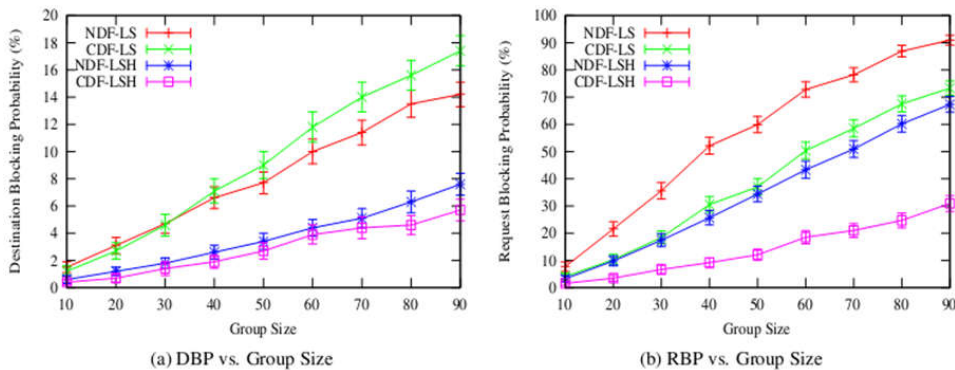 20
18
16
14
12
10
8
6
4
2
0
Destination Blocking Probability (%)
NDF-LS
CDF-LS
NDF-LSH
CDF-LSH
10 20 30 40 50 60 70 80 90
Group Size
(a) DBP vs. Group Size
100
90
80
70
60
50
40
30
20
10
0
Request Blocking Probability (%)
NDF-LS
CDF-LS
NDF-LSH
CDF-LSH
10 20 30 40 50 60 70 80 90
Group Size
(b) RBP vs. Group Size